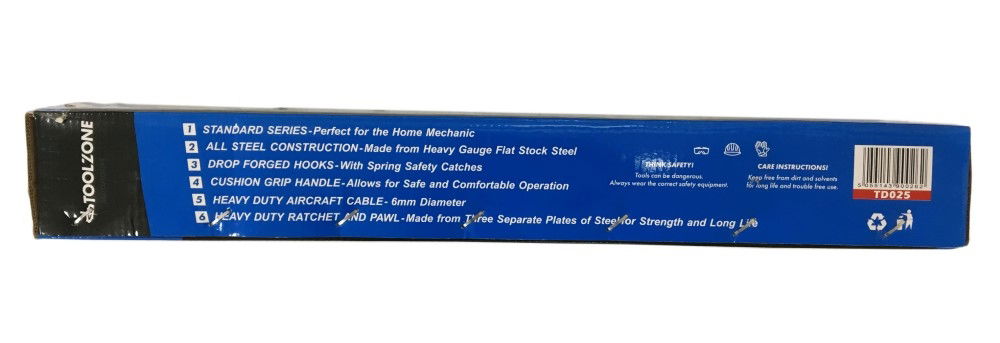 TOOLZONE
1 STANDARD SERIES-Perfect for the Home Mechanic
2 ALL STEEL CONSTRUCTION-Made from Heavy Gauge Flat Stock Steel
3 DROP FORGED HOOKS-With Spring Safety Catches
4 CUSHION GRIP HANDLE-Allows for Safe and Comfortable Operation
5 HEAVY DUTY AIRCRAFT CABLE- 6mm Diameter
6 HEAVY DUTY RATCHET AND PAWL-Made from Three Separate Plates of Steel for Strength and Long Life
THINK SAFETY!
Tools can be dangerous.
Always wear the correct safety equipment.
CARE INSTRUCTIONS!
Keep free from dirt and solvents
for long life and trouble free use.
TD025